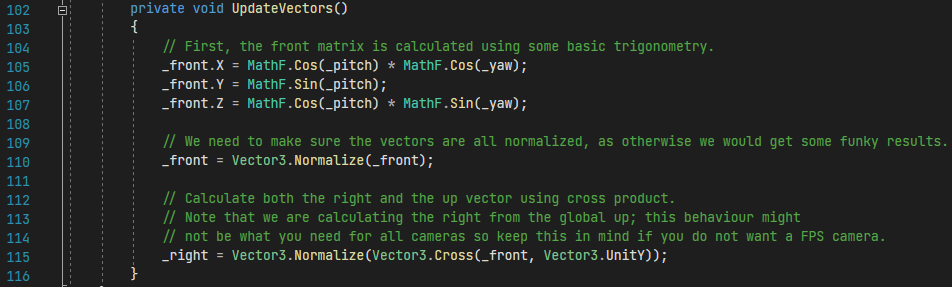 102 private void UpdateVectors()
103 {
104 // First, the front matrix is calculated using some basic trigonometry.
105 _front.X = MathF.Cos(_pitch) * MathF.Cos(_yaw);
106 _front.Y = MathF.Sin(_pitch);
107 _front.Z = MathF.Cos(_pitch) * MathF.Sin(_yaw);
108
109 // We need to make sure the vectors are all normalized, as otherwise we would get some funky results.
110 _front = Vector3.Normalize(_front);
111
112 // Calculate both the right and the up vector using cross product.
113 // Note that we are calculating the right from the global up; this behaviour might
114 // not be what you need for all cameras so keep this in mind if you do not want a FPS camera.
115 _right = Vector3.Normalize(Vector3.Cross(_front, Vector3.UnitY));
116 }